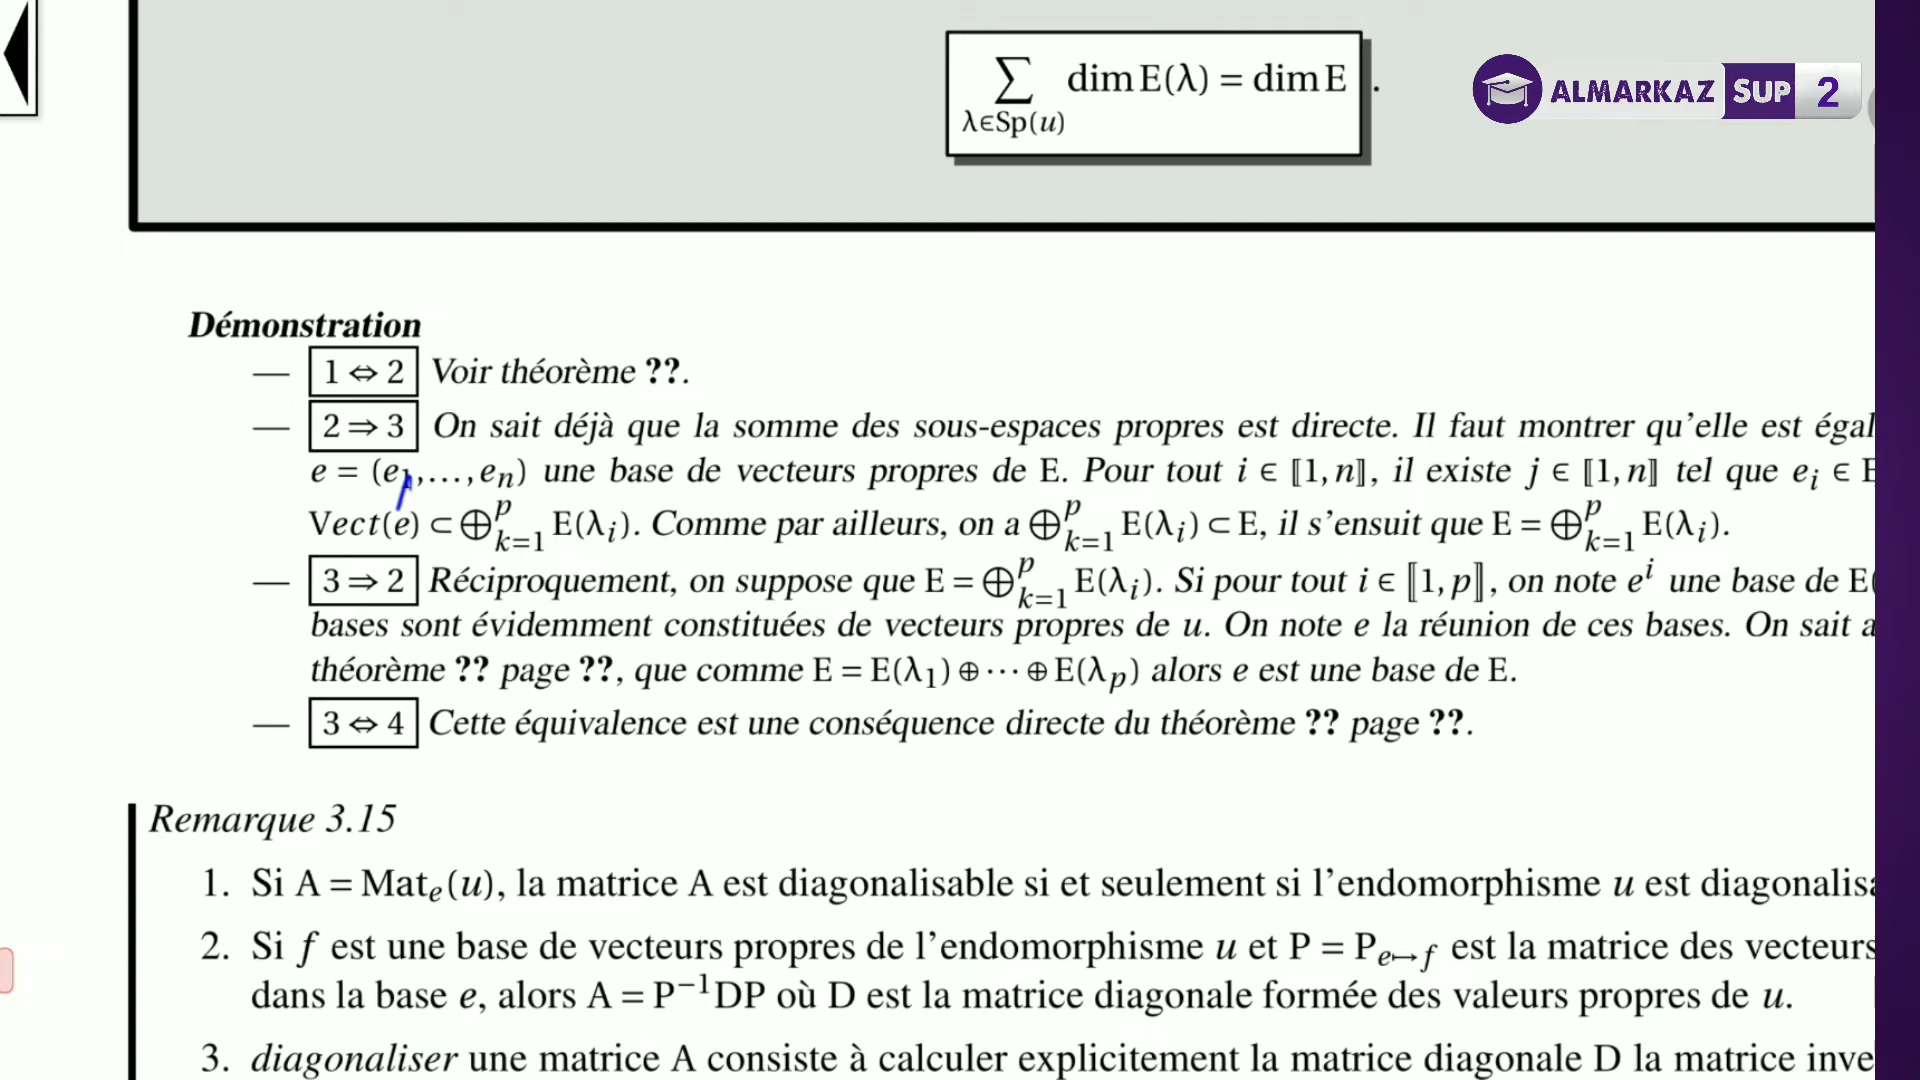 ∑ dim E(λ) = dim E .
λ∈Sp(u)
ALMARKAZ SUP 2
Démonstration
— 1 ⇔ 2 Voir théorème ??.
— 2 ⇒ 3 On sait déjà que la somme des sous-espaces propres est directe. Il faut montrer qu'elle est égal
e = (e₁,…,eₙ) une base de vecteurs propres de E. Pour tout i ∈ ⟦1,n⟧, il existe j ∈ ⟦1,n⟧ tel que eᵢ ∈ E
Vect(e) ⊂ ⊕ᵖₖ₌₁ E(λᵢ). Comme par ailleurs, on a ⊕ᵖₖ₌₁ E(λᵢ) ⊂ E, il s'ensuit que E = ⊕ᵖₖ₌₁ E(λᵢ).
— 3 ⇒ 2 Réciproquement, on suppose que E = ⊕ᵖₖ₌₁ E(λᵢ). Si pour tout i ∈ ⟦1,p⟧, on note eⁱ une base de E(
bases sont évidemment constituées de vecteurs propres de u. On note e la réunion de ces bases. On sait a
théorème ?? page ??, que comme E = E(λ₁) ⊕ ⋯ ⊕ E(λₚ) alors e est une base de E.
— 3 ⇔ 4 Cette équivalence est une conséquence directe du théorème ?? page ??.
Remarque 3.15
1. Si A = Matₑ(u), la matrice A est diagonalisable si et seulement si l'endomorphisme u est diagonalis
2. Si f est une base de vecteurs propres de l'endomorphisme u et P = P_{e↦f} est la matrice des vecteurs
dans la base e, alors A = P⁻¹DP où D est la matrice diagonale formée des valeurs propres de u.
3. diagonaliser une matrice A consiste à calculer explicitement la matrice diagonale D la matrice inve